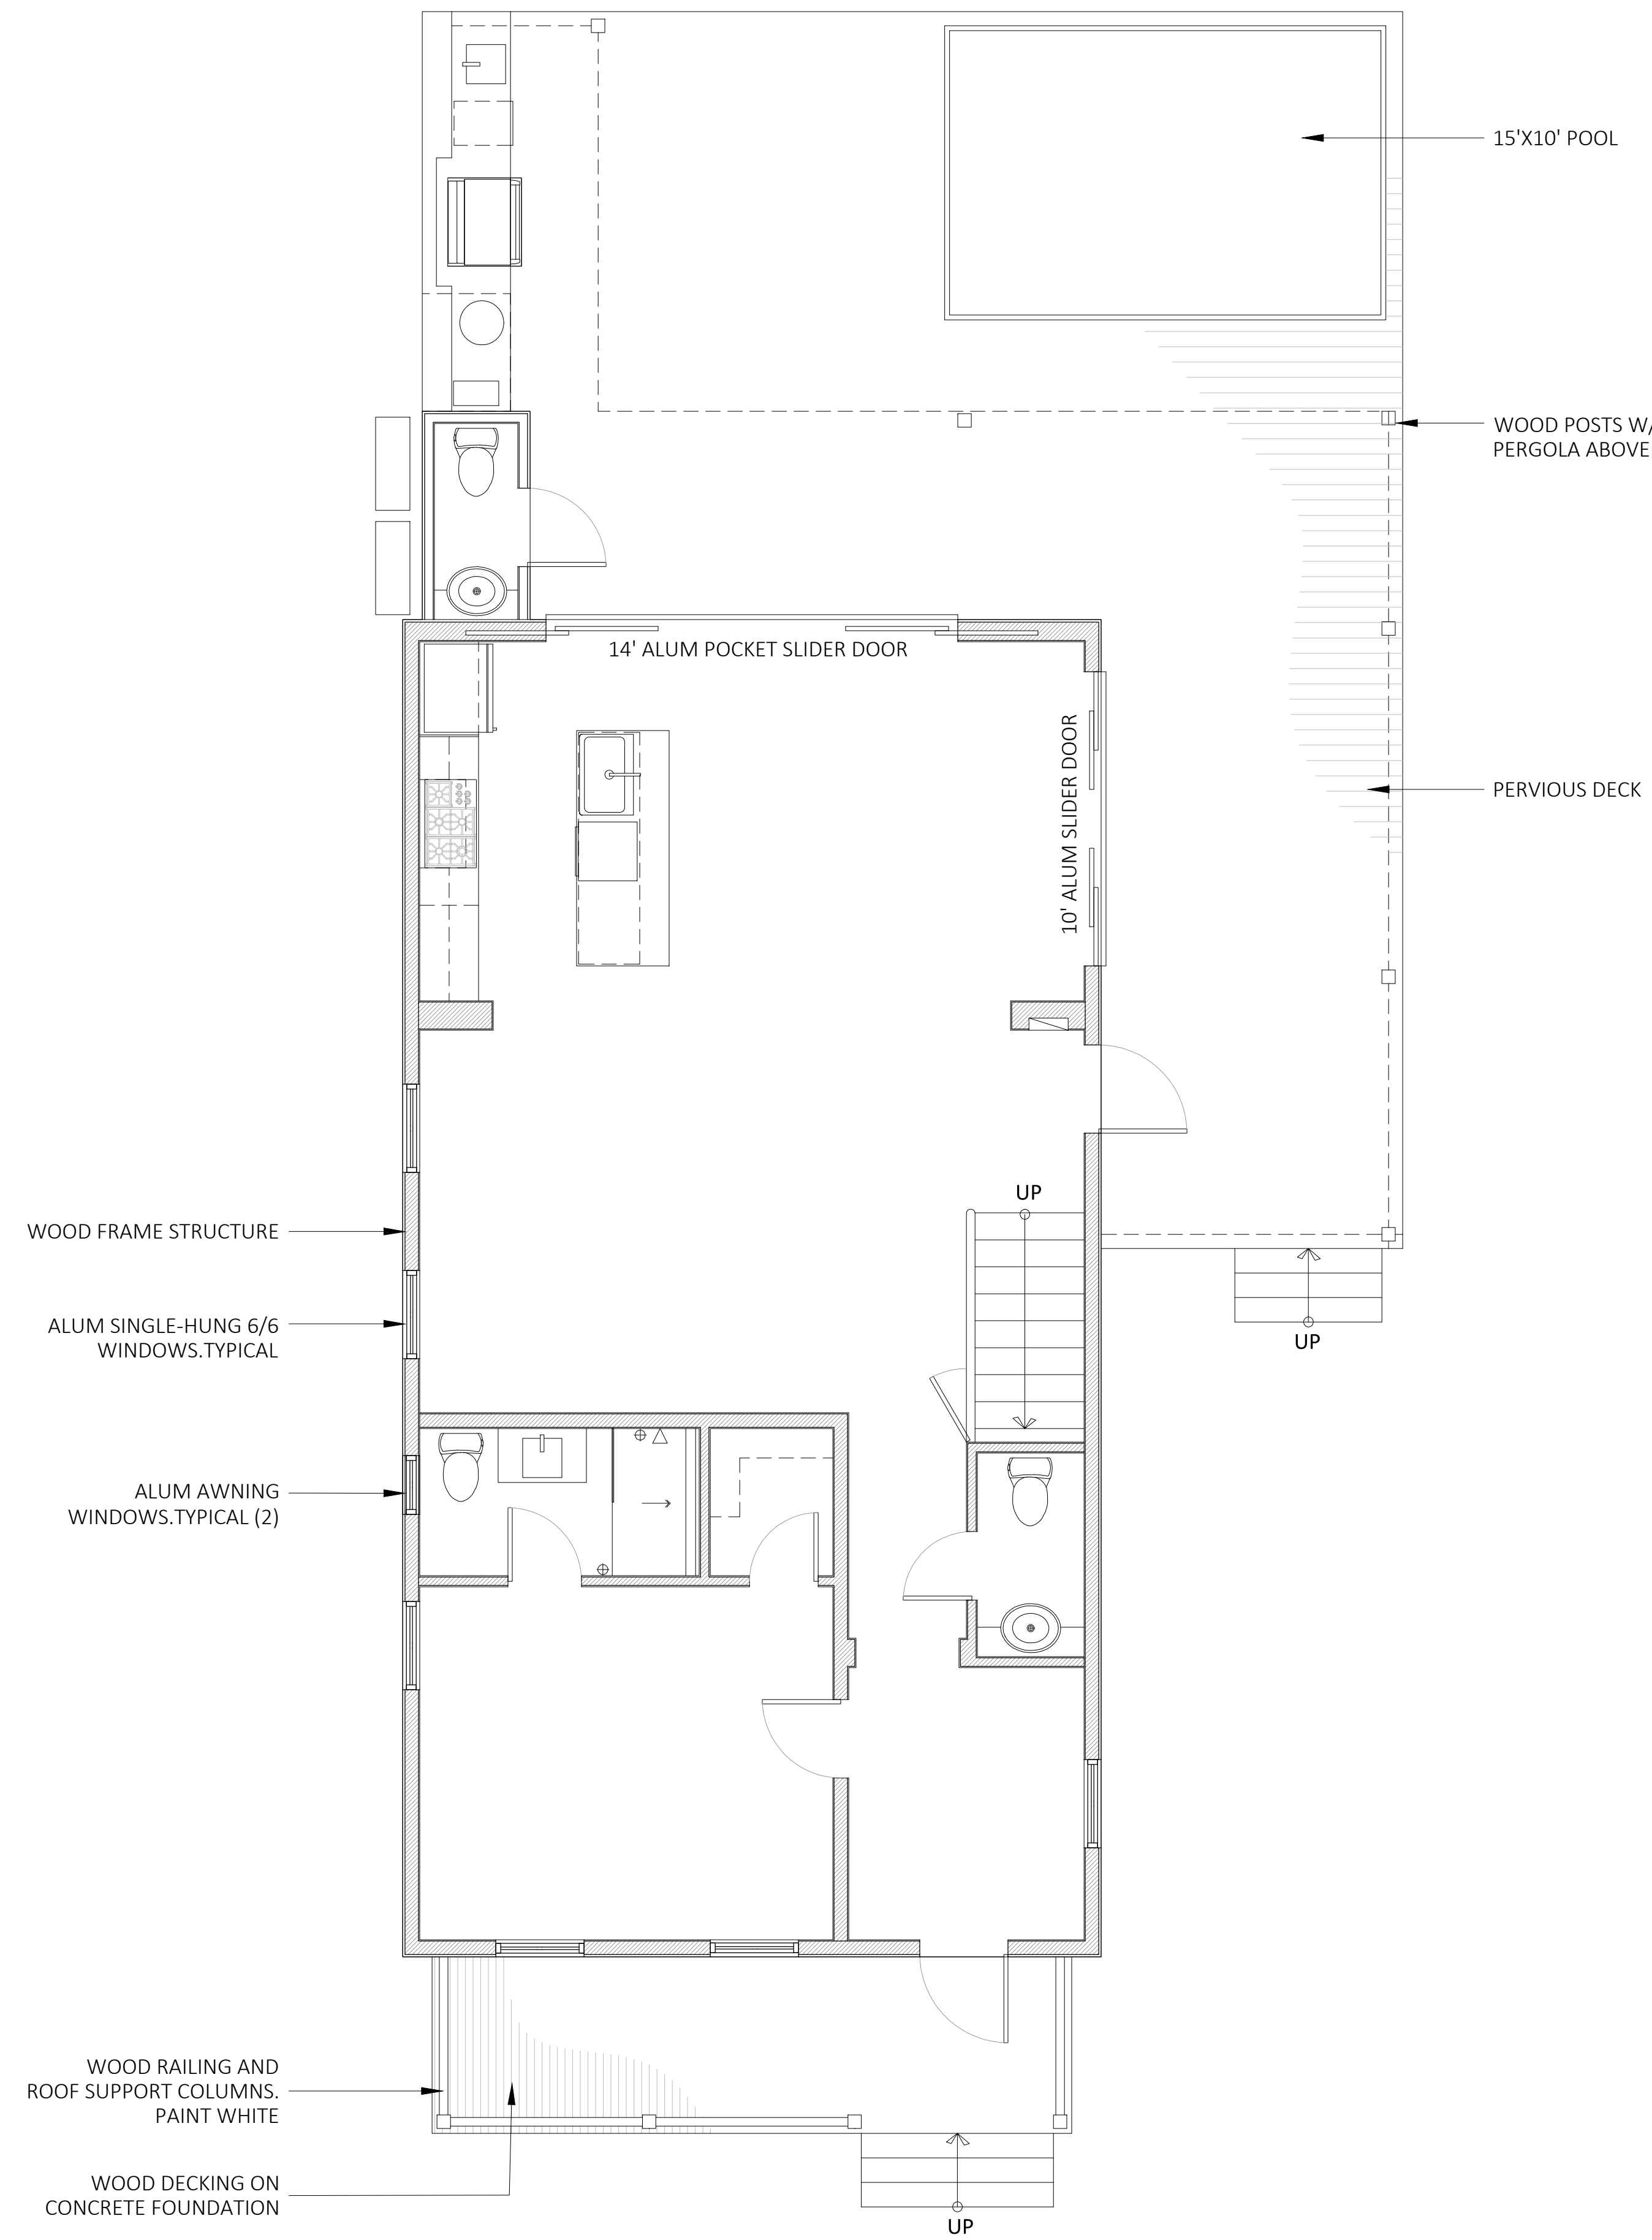 15'X10' POOL
WOOD POSTS W/
PERGOLA ABOVE
14' ALUM POCKET SLIDER DOOR
10' ALUM SLIDER DOOR
PERVIOUS DECK
UP
WOOD FRAME STRUCTURE
ALUM SINGLE-HUNG 6/6
WINDOWS.TYPICAL
UP
ALUM AWNING
WINDOWS.TYPICAL (2)
WOOD RAILING AND
ROOF SUPPORT COLUMNS.
PAINT WHITE
WOOD DECKING ON
CONCRETE FOUNDATION
UP